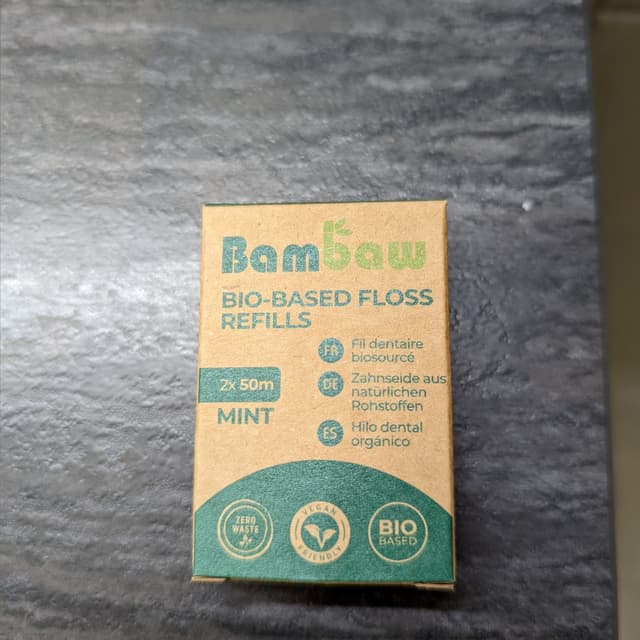 Bambaw
BIO-BASED FLOSS
REFILLS
FR Fil dentaire
biosourcé
2x 50m
DE Zahnseide aus
natürlichen
Rohstoffen
MINT
ES Hilo dental
orgánico
ZERO
WASTE
VEGAN
FRIENDLY
BIO
BASED